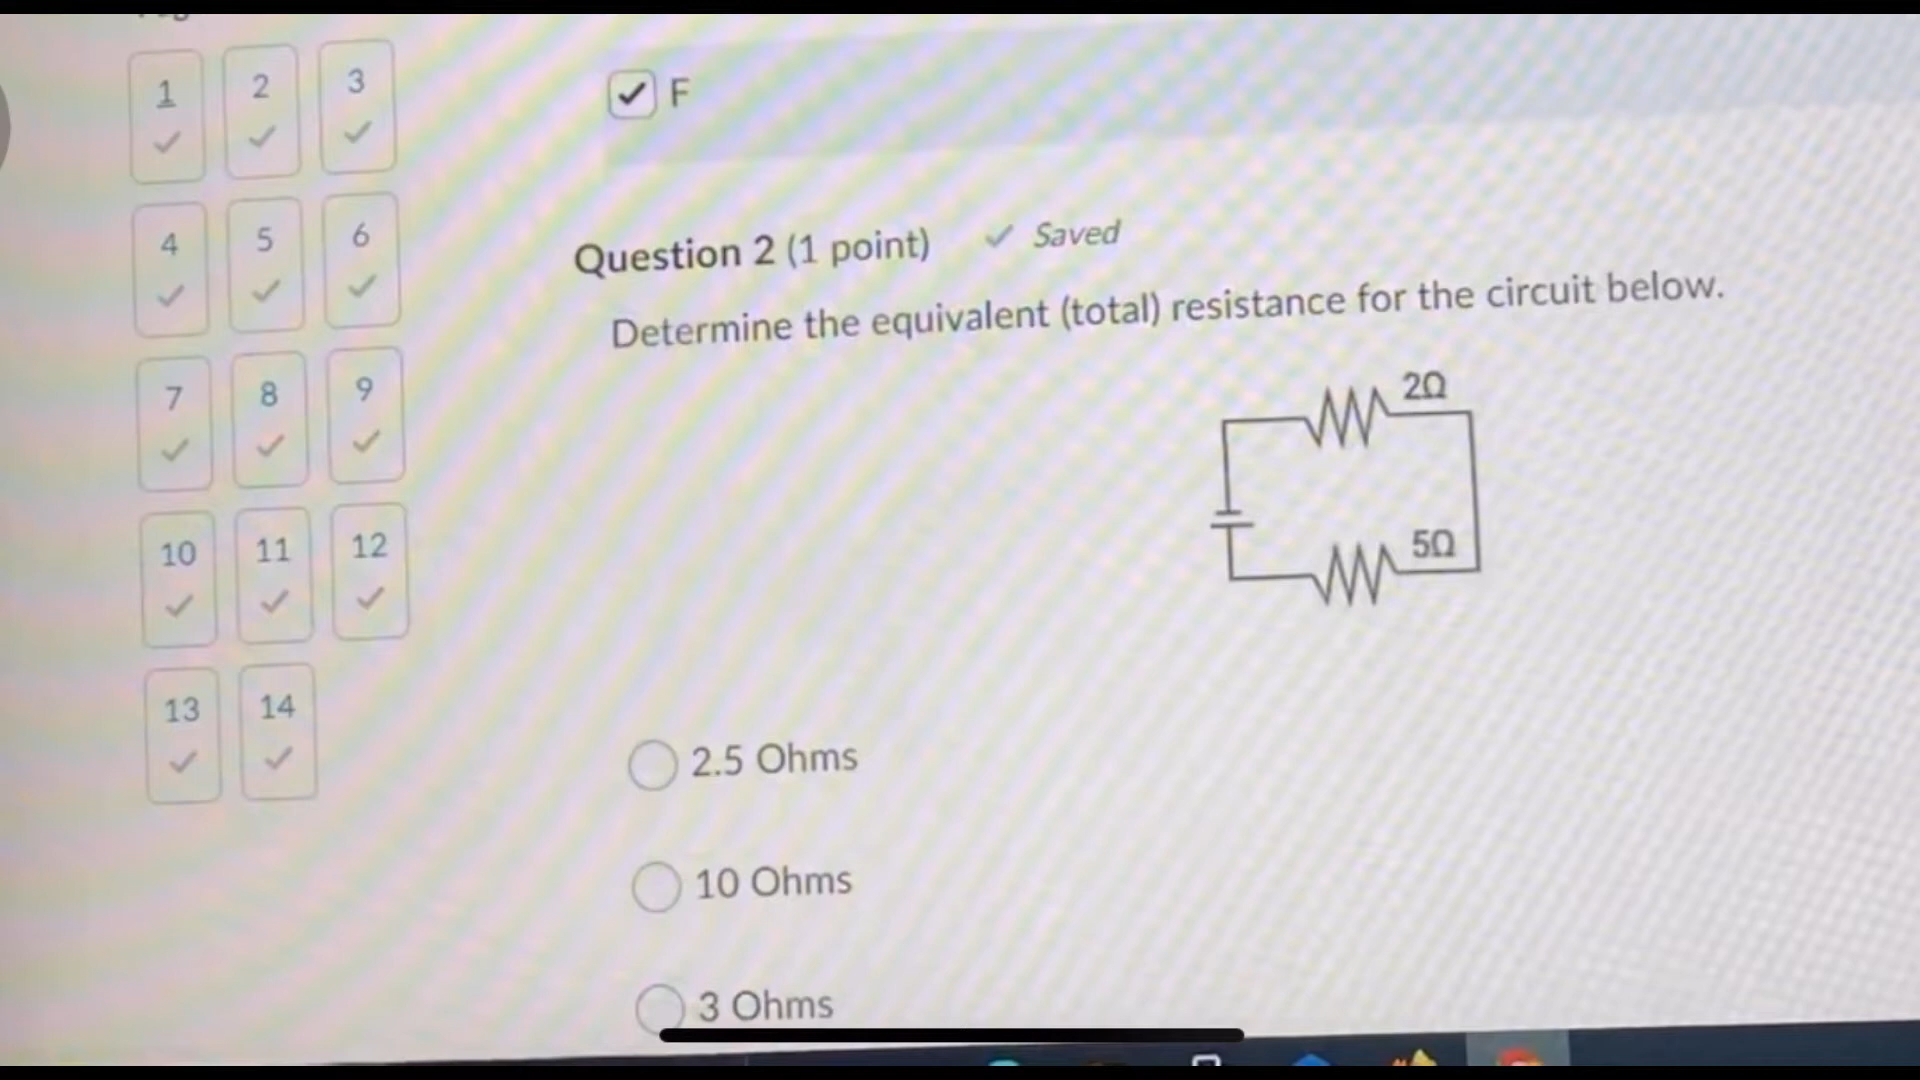 1 2 3
4 5 6
7 8 9
10 11 12
13 14
F
Question 2 (1 point) Saved
Determine the equivalent (total) resistance for the circuit below.
2Ω
5Ω
2.5 Ohms
10 Ohms
3 Ohms